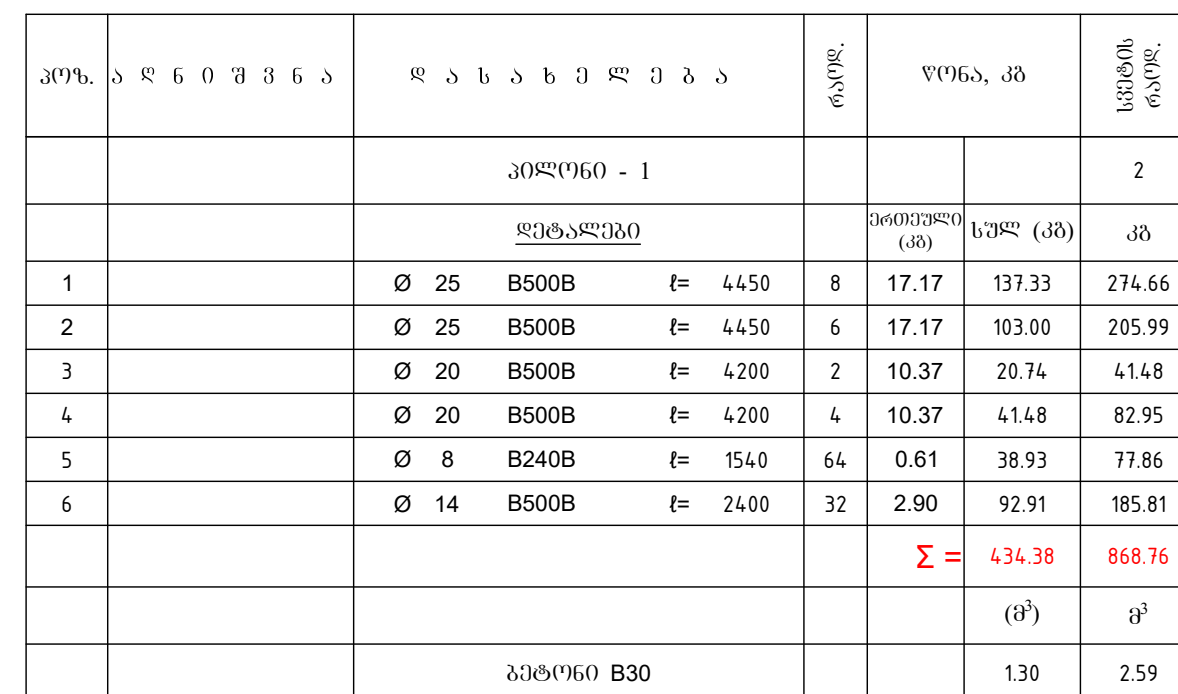 პოზ. ა ღ ნ ი შ ვ ნ ა დ ა ს ა ხ ე ლ ე ბ ა რაოდ. წონა, კგ სვეტის რაოდ.
პილონი - 1 2
დეტალები ერთეული (კგ) სულ (კგ) კგ
1 Ø 25 B500B ℓ= 4450 8 17.17 137.33 274.66
2 Ø 25 B500B ℓ= 4450 6 17.17 103.00 205.99
3 Ø 20 B500B ℓ= 4200 2 10.37 20.74 41.48
4 Ø 20 B500B ℓ= 4200 4 10.37 41.48 82.95
5 Ø 8 B240B ℓ= 1540 64 0.61 38.93 77.86
6 Ø 14 B500B ℓ= 2400 32 2.90 92.91 185.81
Σ = 434.38 868.76
(მ³) მ³
ბეტონი B30 1.30 2.59